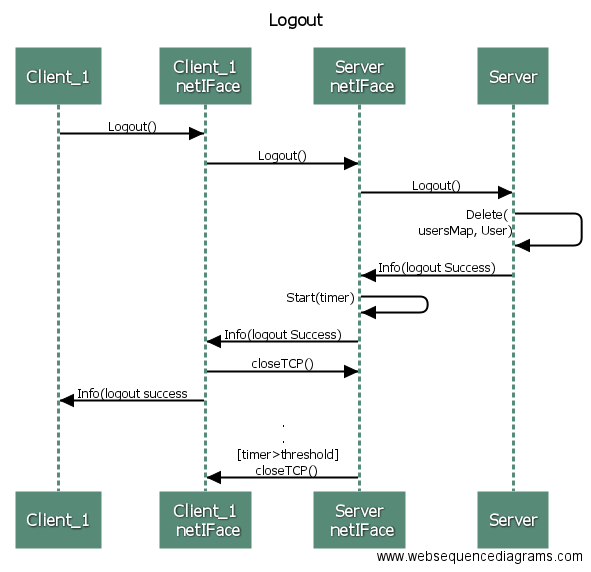 Logout
Client_1
Client_1
netIFace
Server
netIFace
Server
Logout()
Logout()
Logout()
Delete(
usersMap, User)
Info(logout Success)
Start(timer)
Info(logout Success)
closeTCP()
Info(logout success
.
.
[timer>threshold]
closeTCP()
Client_1
Client_1
netIFace
Server
netIFace
Server
www.websequencediagrams.com